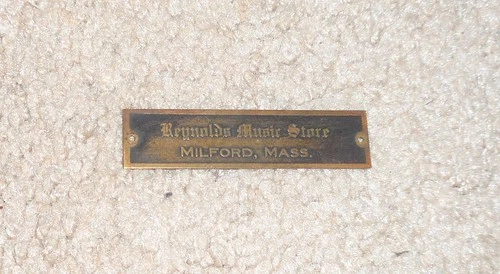 Reynolds Music Store
MILFORD, MASS.